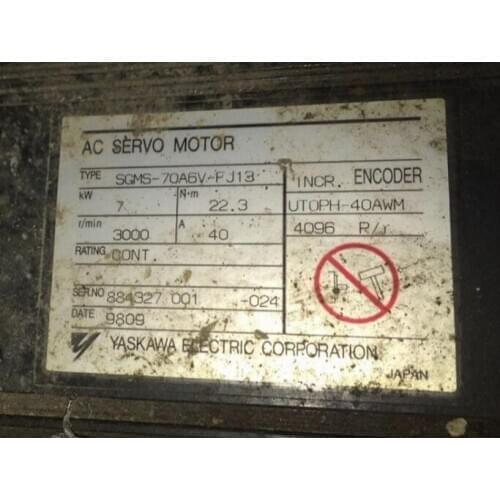 AC SERVO MOTOR
TYPE SGMS-70A6V-FJ13 INCR. ENCODER
kW 7 N·m 22.3 UTOPH-40AWM
r/min 3000 A 40 4096 R/r
RATING CONT.
SER.NO 884327 001 -024
DATE 9809
YASKAWA ELECTRIC CORPORATION
JAPAN